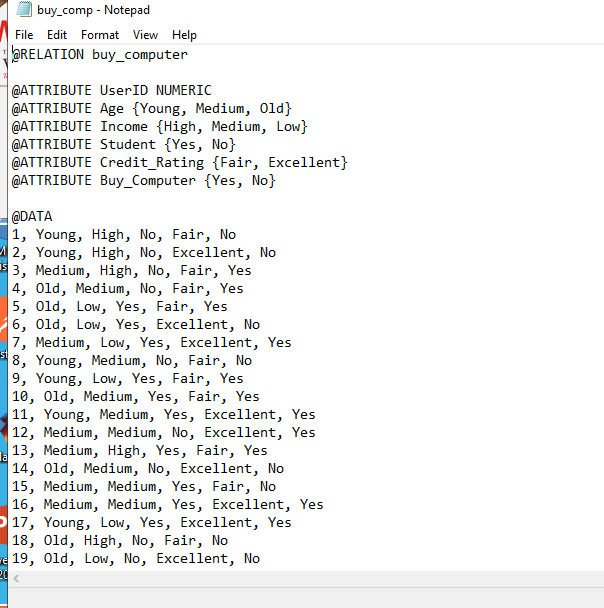 buy_comp - Notepad
File Edit Format View Help
@RELATION buy_computer
@ATTRIBUTE UserID NUMERIC
@ATTRIBUTE Age {Young, Medium, Old}
@ATTRIBUTE Income {High, Medium, Low}
@ATTRIBUTE Student {Yes, No}
@ATTRIBUTE Credit_Rating {Fair, Excellent}
@ATTRIBUTE Buy_Computer {Yes, No}
@DATA
1, Young, High, No, Fair, No
2, Young, High, No, Excellent, No
3, Medium, High, No, Fair, Yes
4, Old, Medium, No, Fair, Yes
5, Old, Low, Yes, Fair, Yes
6, Old, Low, Yes, Excellent, No
7, Medium, Low, Yes, Excellent, Yes
8, Young, Medium, No, Fair, No
9, Young, Low, Yes, Fair, Yes
10, Old, Medium, Yes, Fair, Yes
11, Young, Medium, Yes, Excellent, Yes
12, Medium, Medium, No, Excellent, Yes
13, Medium, High, Yes, Fair, Yes
14, Old, Medium, No, Excellent, No
15, Medium, Medium, Yes, Fair, No
16, Medium, Medium, Yes, Excellent, Yes
17, Young, Low, Yes, Excellent, Yes
18, Old, High, No, Fair, No
19, Old, Low, No, Excellent, No